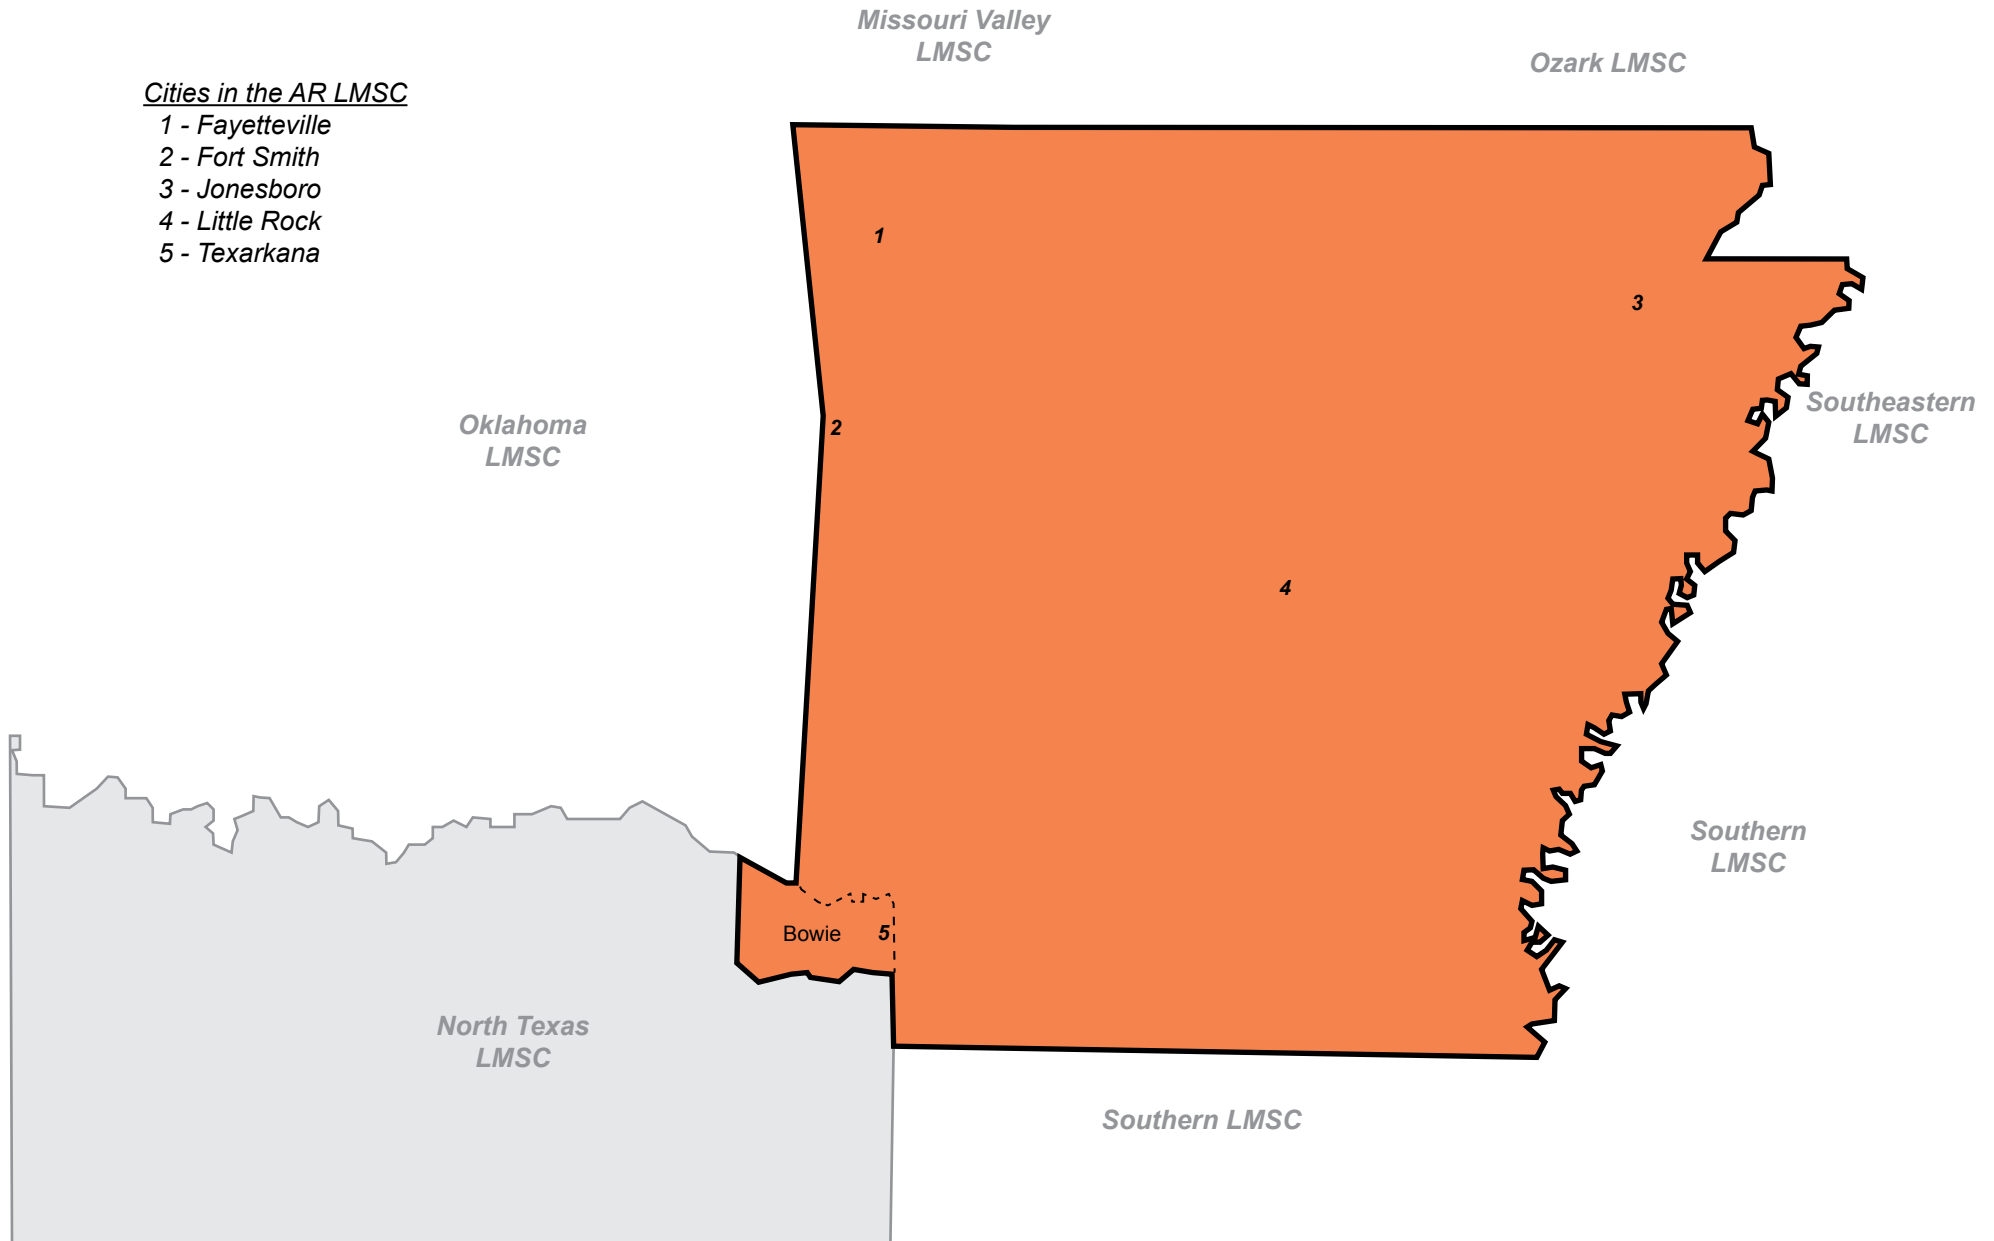 Missouri Valley
LMSC
Ozark LMSC
Cities in the AR LMSC
1 - Fayetteville
2 - Fort Smith
3 - Jonesboro
4 - Little Rock
5 - Texarkana
1
3
Oklahoma
LMSC
2
Southeastern
LMSC
4
Southern
LMSC
Bowie
5
North Texas
LMSC
Southern LMSC